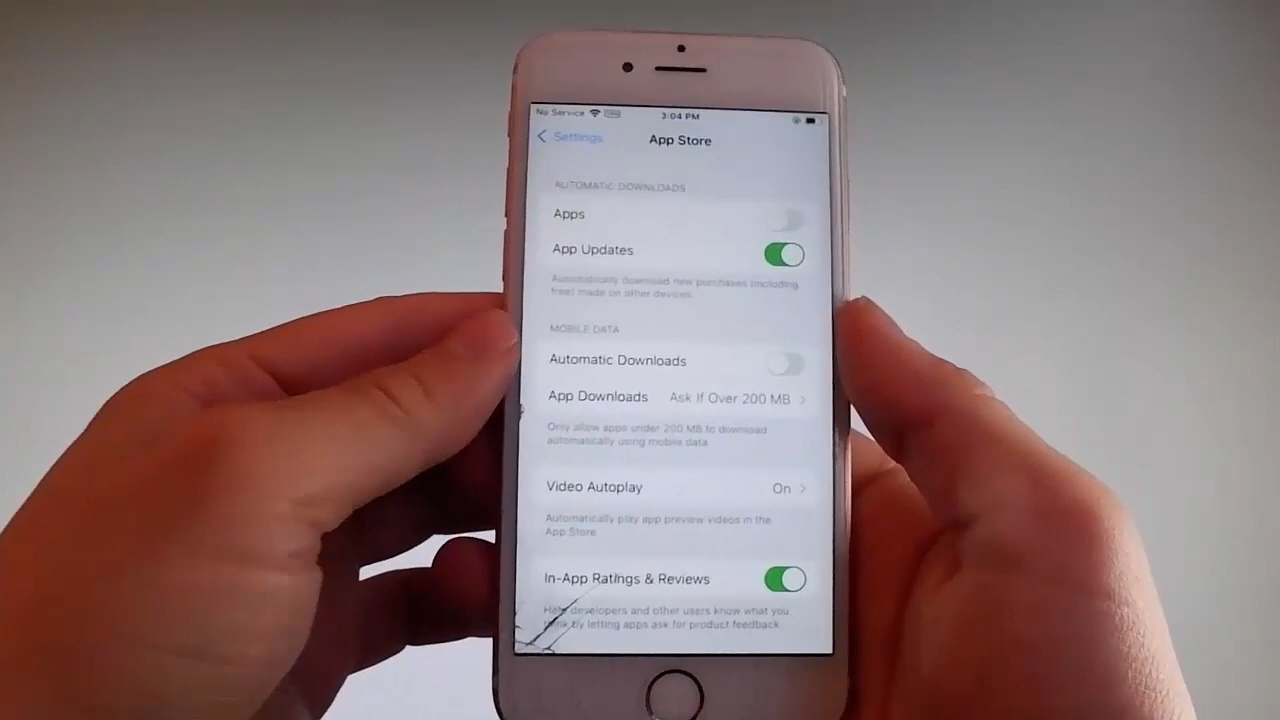 No Service 3:04 PM
Settings App Store
AUTOMATIC DOWNLOADS
Apps
App Updates
Automatically download new purchases (including
free) made on other devices.
MOBILE DATA
Automatic Downloads
App Downloads Ask If Over 200 MB
Only allow apps under 200 MB to download
automatically using mobile data.
Video Autoplay On
Automatically play app preview videos in the
App Store.
In-App Ratings & Reviews
Help developers and other users know what you
think by letting apps ask for product feedback.